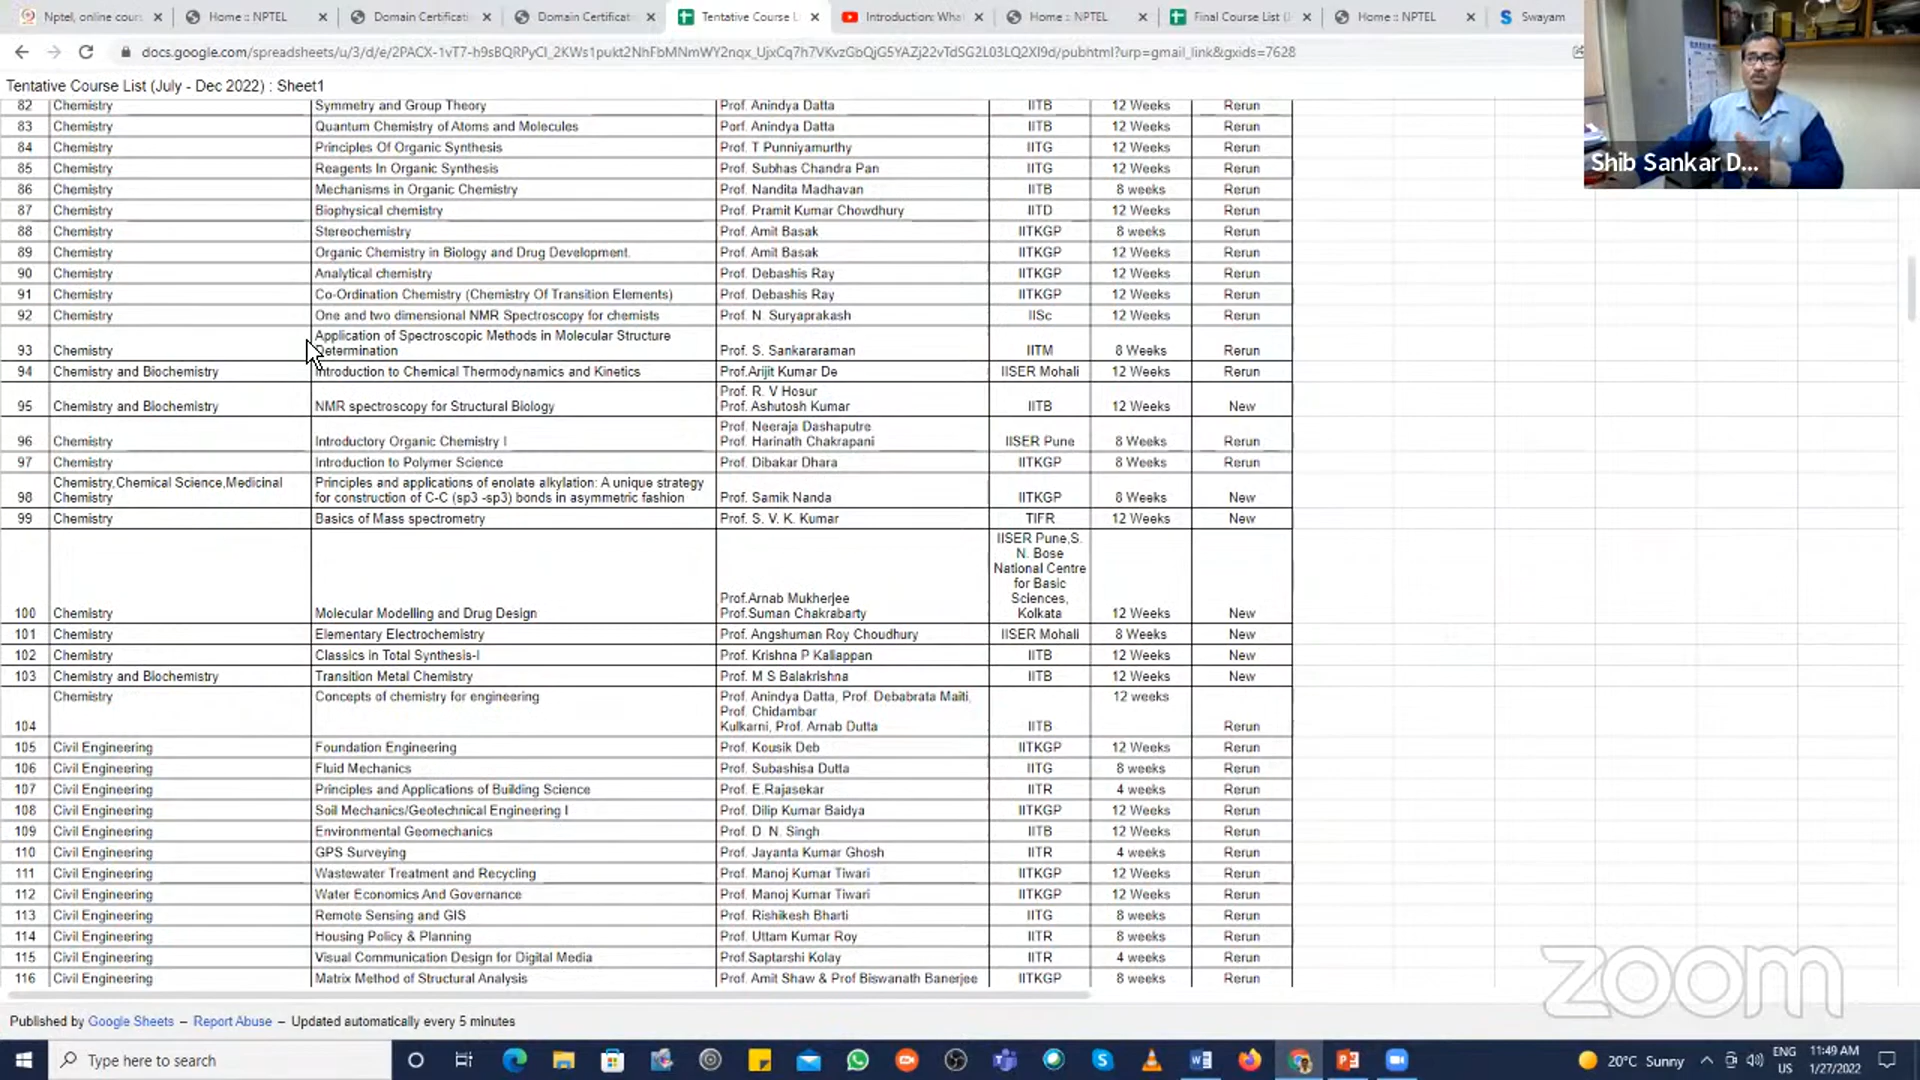 Nptel, online cours
Home :: NPTEL
Domain Certificati
Domain Certificat
Tentative Course L
Introduction: Wha
Home :: NPTEL
Final Course List (J
Home :: NPTEL
Swayam
docs.google.com/spreadsheets/u/3/d/e/2PACX-1vT7-h9sBQRPyCI_2KWs1pukt2NhFbMNmWY2nqx_UjxCq7h7VKvzGbQjG5YAZj22vTdSG2L03LQ2XI9d/pubhtml?urp=gmail_link&gxids=7628
Tentative Course List (July - Dec 2022) : Sheet1
82 Chemistry Symmetry and Group Theory Prof. Anindya Datta IITB 12 Weeks Rerun
83 Chemistry Quantum Chemistry of Atoms and Molecules Porf. Anindya Datta IITB 12 Weeks Rerun
84 Chemistry Principles Of Organic Synthesis Prof. T Punniyamurthy IITG 12 Weeks Rerun
85 Chemistry Reagents In Organic Synthesis Prof. Subhas Chandra Pan IITG 12 Weeks Rerun
86 Chemistry Mechanisms in Organic Chemistry Prof. Nandita Madhavan IITB 8 weeks Rerun
87 Chemistry Biophysical chemistry Prof. Pramit Kumar Chowdhury IITD 12 Weeks Rerun
88 Chemistry Stereochemistry Prof. Amit Basak IITKGP 8 weeks Rerun
89 Chemistry Organic Chemistry in Biology and Drug Development. Prof. Amit Basak IITKGP 12 Weeks Rerun
90 Chemistry Analytical chemistry Prof. Debashis Ray IITKGP 12 Weeks Rerun
91 Chemistry Co-Ordination Chemistry (Chemistry Of Transition Elements) Prof. Debashis Ray IITKGP 12 Weeks Rerun
92 Chemistry One and two dimensional NMR Spectroscopy for chemists Prof. N. Suryaprakash IISc 12 Weeks Rerun
Application of Spectroscopic Methods in Molecular Structure
93 Chemistry Determination Prof. S. Sankararaman IITM 8 Weeks Rerun
94 Chemistry and Biochemistry Introduction to Chemical Thermodynamics and Kinetics Prof.Arijit Kumar De IISER Mohali 12 Weeks Rerun
Prof. R. V Hosur
95 Chemistry and Biochemistry NMR spectroscopy for Structural Biology Prof. Ashutosh Kumar IITB 12 Weeks New
Prof. Neeraja Dashaputre
96 Chemistry Introductory Organic Chemistry I Prof. Harinath Chakrapani IISER Pune 8 Weeks Rerun
97 Chemistry Introduction to Polymer Science Prof. Dibakar Dhara IITKGP 8 Weeks Rerun
Chemistry,Chemical Science,Medicinal Principles and applications of enolate alkylation: A unique strategy
98 Chemistry for construction of C-C (sp3 -sp3) bonds in asymmetric fashion Prof. Samik Nanda IITKGP 8 Weeks New
99 Chemistry Basics of Mass spectrometry Prof. S. V. K. Kumar TIFR 12 Weeks New
IISER Pune,S.
N. Bose
National Centre
for Basic
Prof.Arnab Mukherjee Sciences,
100 Chemistry Molecular Modelling and Drug Design Prof.Suman Chakrabarty Kolkata 12 Weeks New
101 Chemistry Elementary Electrochemistry Prof. Angshuman Roy Choudhury IISER Mohali 8 Weeks New
102 Chemistry Classics in Total Synthesis-I Prof. Krishna P Kaliappan IITB 12 Weeks New
103 Chemistry and Biochemistry Transition Metal Chemistry Prof. M S Balakrishna IITB 12 Weeks New
Chemistry Concepts of chemistry for engineering Prof. Anindya Datta, Prof. Debabrata Maiti, 12 weeks
Prof. Chidambar
104 Kulkarni, Prof. Arnab Dutta IITB Rerun
105 Civil Engineering Foundation Engineering Prof. Kousik Deb IITKGP 12 Weeks Rerun
106 Civil Engineering Fluid Mechanics Prof. Subashisa Dutta IITG 8 weeks Rerun
107 Civil Engineering Principles and Applications of Building Science Prof. E.Rajasekar IITR 4 weeks Rerun
108 Civil Engineering Soil Mechanics/Geotechnical Engineering I Prof. Dilip Kumar Baidya IITKGP 12 Weeks Rerun
109 Civil Engineering Environmental Geomechanics Prof. D. N. Singh IITB 12 Weeks Rerun
110 Civil Engineering GPS Surveying Prof. Jayanta Kumar Ghosh IITR 4 weeks Rerun
111 Civil Engineering Wastewater Treatment and Recycling Prof. Manoj Kumar Tiwari IITKGP 12 Weeks Rerun
112 Civil Engineering Water Economics And Governance Prof. Manoj Kumar Tiwari IITKGP 12 Weeks Rerun
113 Civil Engineering Remote Sensing and GIS Prof. Rishikesh Bharti IITG 8 weeks Rerun
114 Civil Engineering Housing Policy & Planning Prof. Uttam Kumar Roy IITR 8 weeks Rerun
115 Civil Engineering Visual Communication Design for Digital Media Prof.Saptarshi Kolay IITR 4 weeks Rerun
116 Civil Engineering Matrix Method of Structural Analysis Prof. Amit Shaw & Prof Biswanath Banerjee IITKGP 8 weeks Rerun
Shib Sankar D...
zoom
Published by Google Sheets – Report Abuse – Updated automatically every 5 minutes
Type here to search
20°C Sunny
ENG
US
11:49 AM
1/27/2022